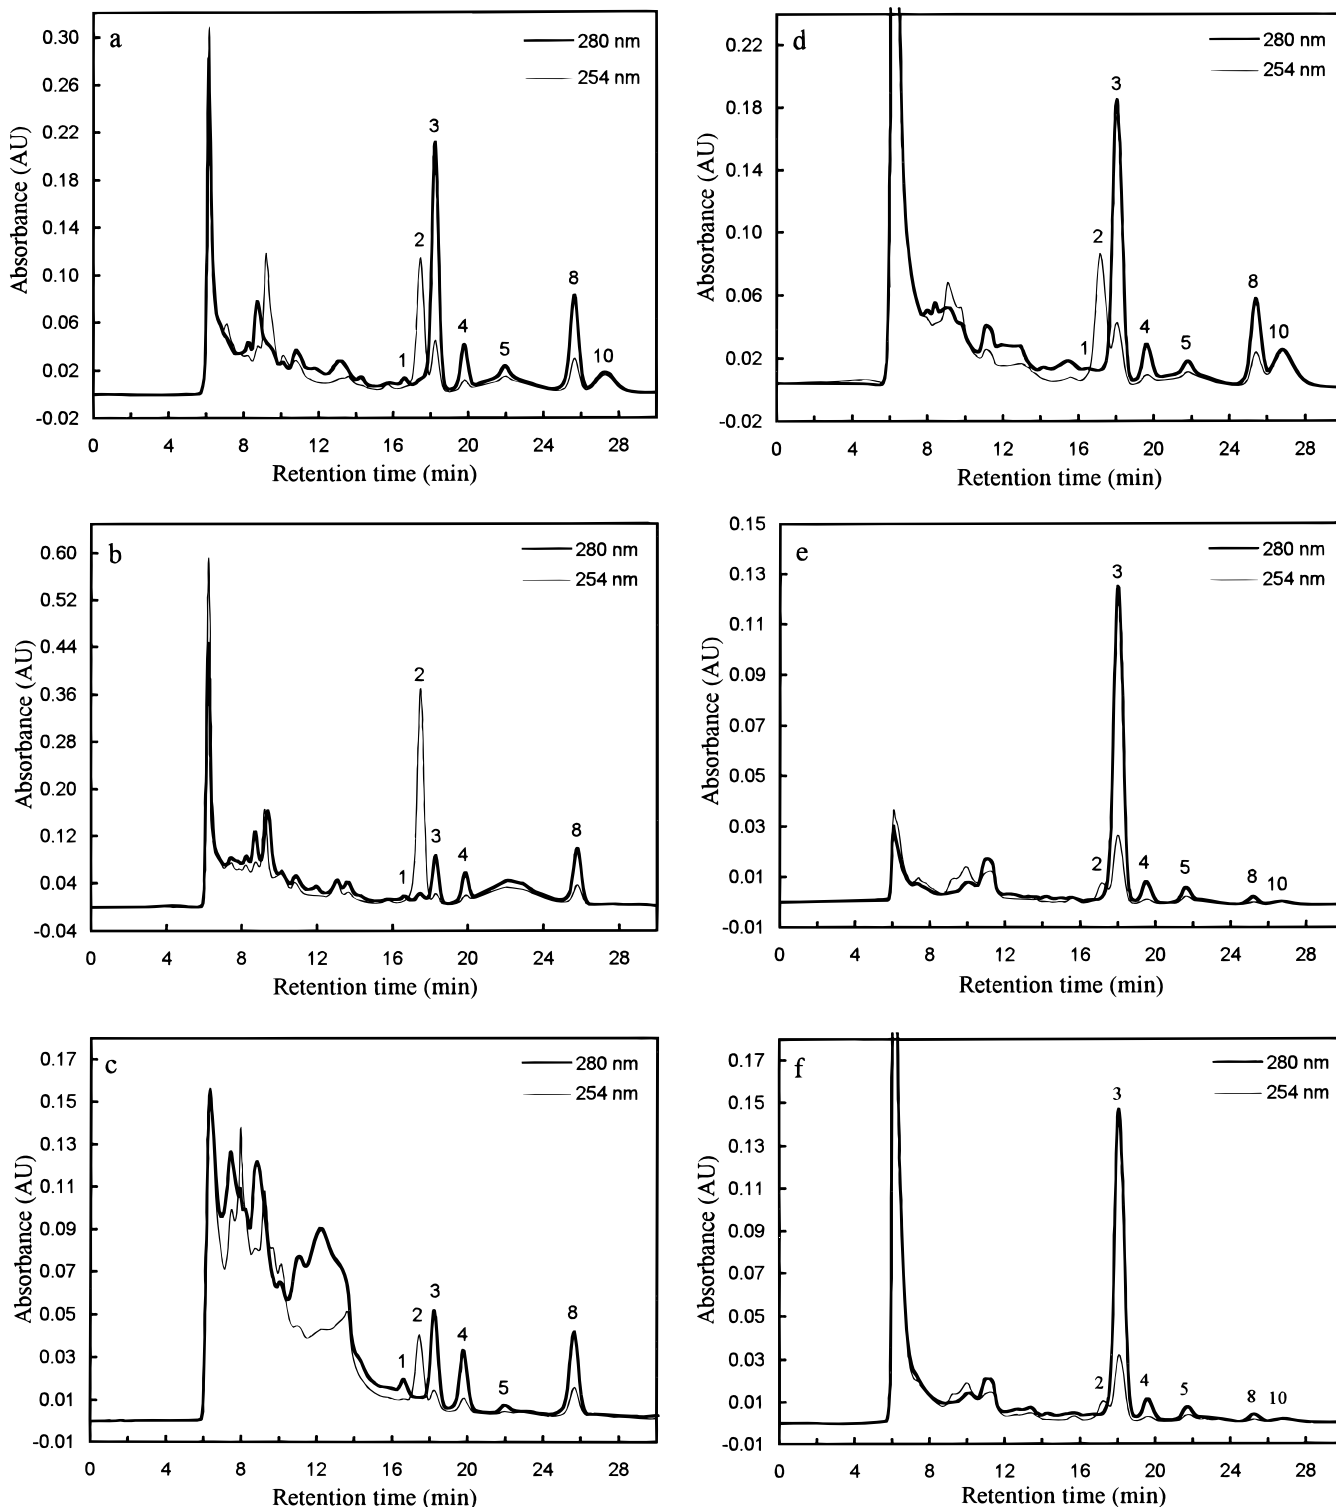 a
280 nm
254 nm
0.30
0.26
0.22
0.18
0.14
0.10
0.06
0.02
-0.02
Absorbance (AU)
1
2
3
4
5
8
10
0 4 8 12 16 20 24 28
Retention time (min)
d
280 nm
254 nm
0.22
0.18
0.14
0.10
0.06
0.02
-0.02
Absorbance (AU)
1
2
3
4
5
8
10
0 4 8 12 16 20 24 28
Retention time (min)
b
280 nm
254 nm
0.60
0.52
0.44
0.36
0.28
0.20
0.12
0.04
-0.04
Absorbance (AU)
1
2
3
4
8
0 4 8 12 16 20 24 28
Retention time (min)
e
280 nm
254 nm
0.15
0.13
0.11
0.09
0.07
0.05
0.03
0.01
-0.01
Absorbance (AU)
2
3
4
5
8
10
0 4 8 12 16 20 24 28
Retention time (min)
c
280 nm
254 nm
0.17
0.15
0.13
0.11
0.09
0.07
0.05
0.03
0.01
-0.01
Absorbance (AU)
1
2
3
4
5
8
0 4 8 12 16 20 24 28
Retention time (min)
f
280 nm
254 nm
0.17
0.15
0.13
0.11
0.09
0.07
0.05
0.03
0.01
-0.01
Absorbance (AU)
2
3
4
5
8
10
0 4 8 12 16 20 24 28
Retention time (min)